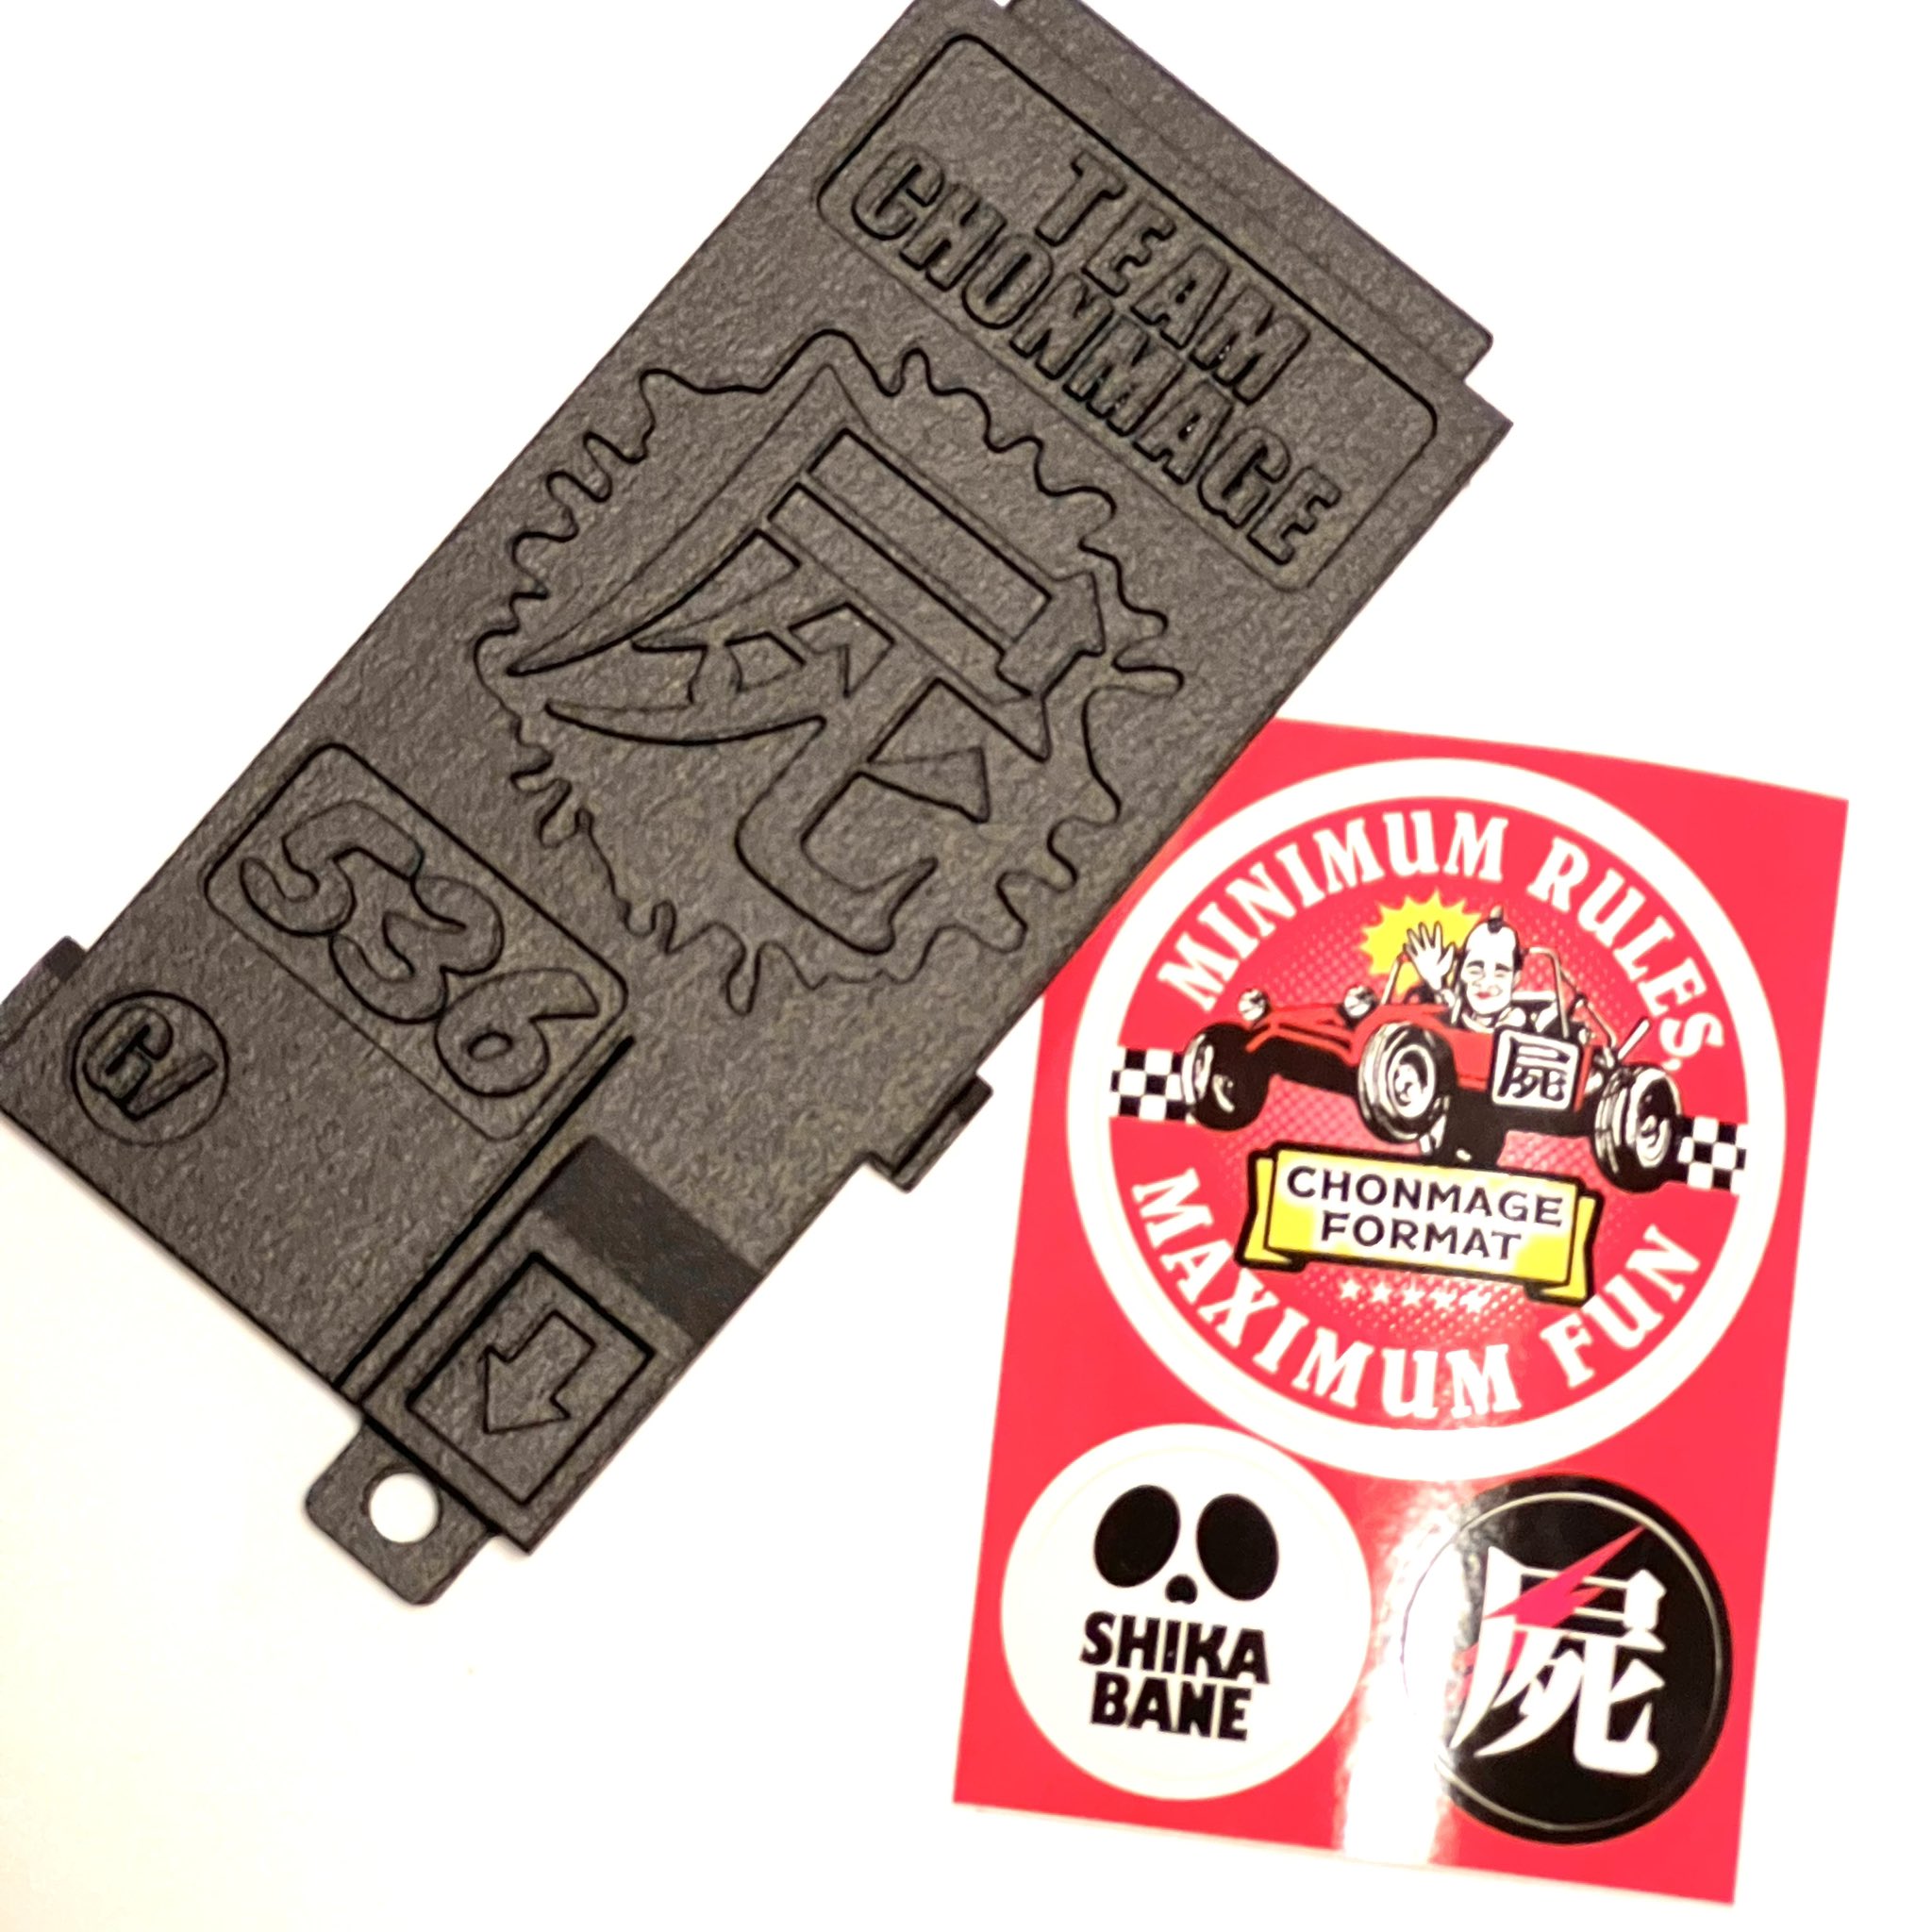 TEAM
CHONMAGE
屍
536
G/
MINIMUM RULES,
屍
CHONMAGE
FORMAT
MAXIMUM FUN
SHIKA
BANE
屍